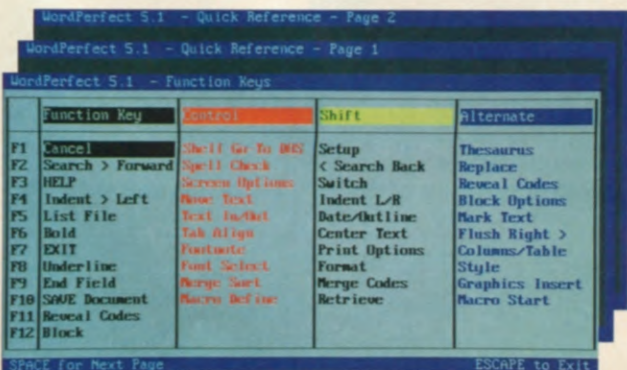 WordPerfect 5.1 - Quick Reference - Page 2
WordPerfect 5.1 - Quick Reference - Page 1
WordPerfect 5.1 - Function Keys
Function Key Control Shift Alternate
F1 Cancel Shell Go To DOS Setup Thesaurus
F2 Search > Forward Spell Check < Search Back Replace
F3 HELP Screen Options Switch Reveal Codes
F4 Indent > Left Move Text Indent L/R Block Options
F5 List File Text In/Out Date/Outline Mark Text
F6 Bold Tab Align Center Text Flush Right >
F7 EXIT Footnote Print Options Columns/Table
F8 Underline Font Select Format Style
F9 End Field Merge Sort Merge Codes Graphics Insert
F10 SAVE Document Macro Define Retrieve Macro Start
F11 Reveal Codes
F12 Block
SPACE for Next Page ESCAPE to Exit